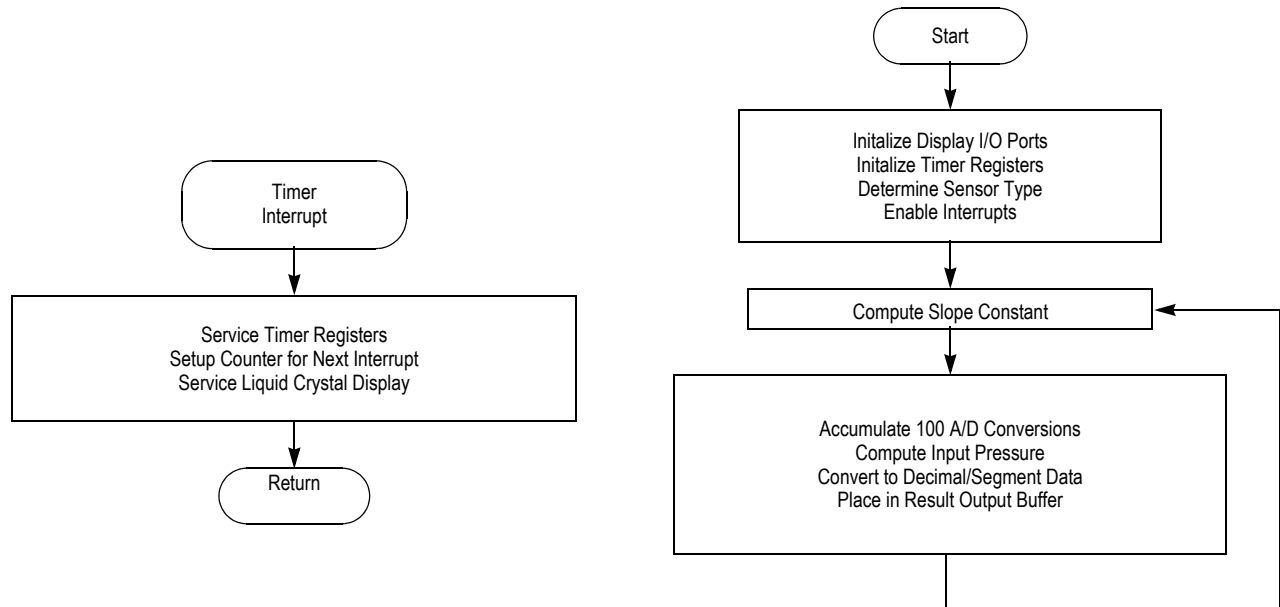 Timer
Interrupt
Service Timer Registers
Setup Counter for Next Interrupt
Service Liquid Crystal Display
Return
Start
Initalize Display I/O Ports
Initalize Timer Registers
Determine Sensor Type
Enable Interrupts
Compute Slope Constant
Accumulate 100 A/D Conversions
Compute Input Pressure
Convert to Decimal/Segment Data
Place in Result Output Buffer